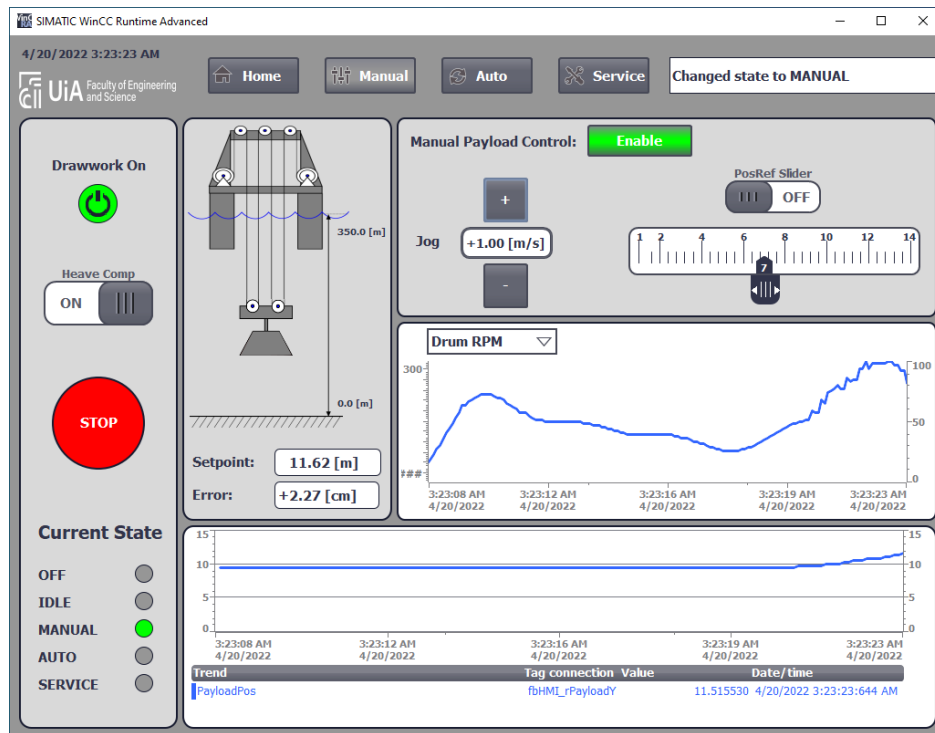 SIMATIC WinCC Runtime Advanced
4/20/2022 3:23:23 AM
UiA Faculty of Engineering
and Science
Home
Manual
Auto
Service
Changed state to MANUAL
Drawwork On
Heave Comp
ON
STOP
Current State
OFF
IDLE
MANUAL
AUTO
SERVICE
350.0 [m]
0.0 [m]
Setpoint: 11.62 [m]
Error: +2.27 [cm]
Manual Payload Control: Enable
+
Jog +1.00 [m/s]
-
PosRef Slider
OFF
1 2 4 6 8 10 12 14
7
Drum RPM
300
###
100
50
0
3:23:08 AM 3:23:12 AM 3:23:16 AM 3:23:19 AM 3:23:23 AM
4/20/2022 4/20/2022 4/20/2022 4/20/2022 4/20/2022
15 15
10 10
5 5
0 0
3:23:08 AM 3:23:12 AM 3:23:16 AM 3:23:19 AM 3:23:23 AM
4/20/2022 4/20/2022 4/20/2022 4/20/2022 4/20/2022
Trend Tag connection Value Date/time
PayloadPos fbHMI_rPayloadY 11.515530 4/20/2022 3:23:23:644 AM